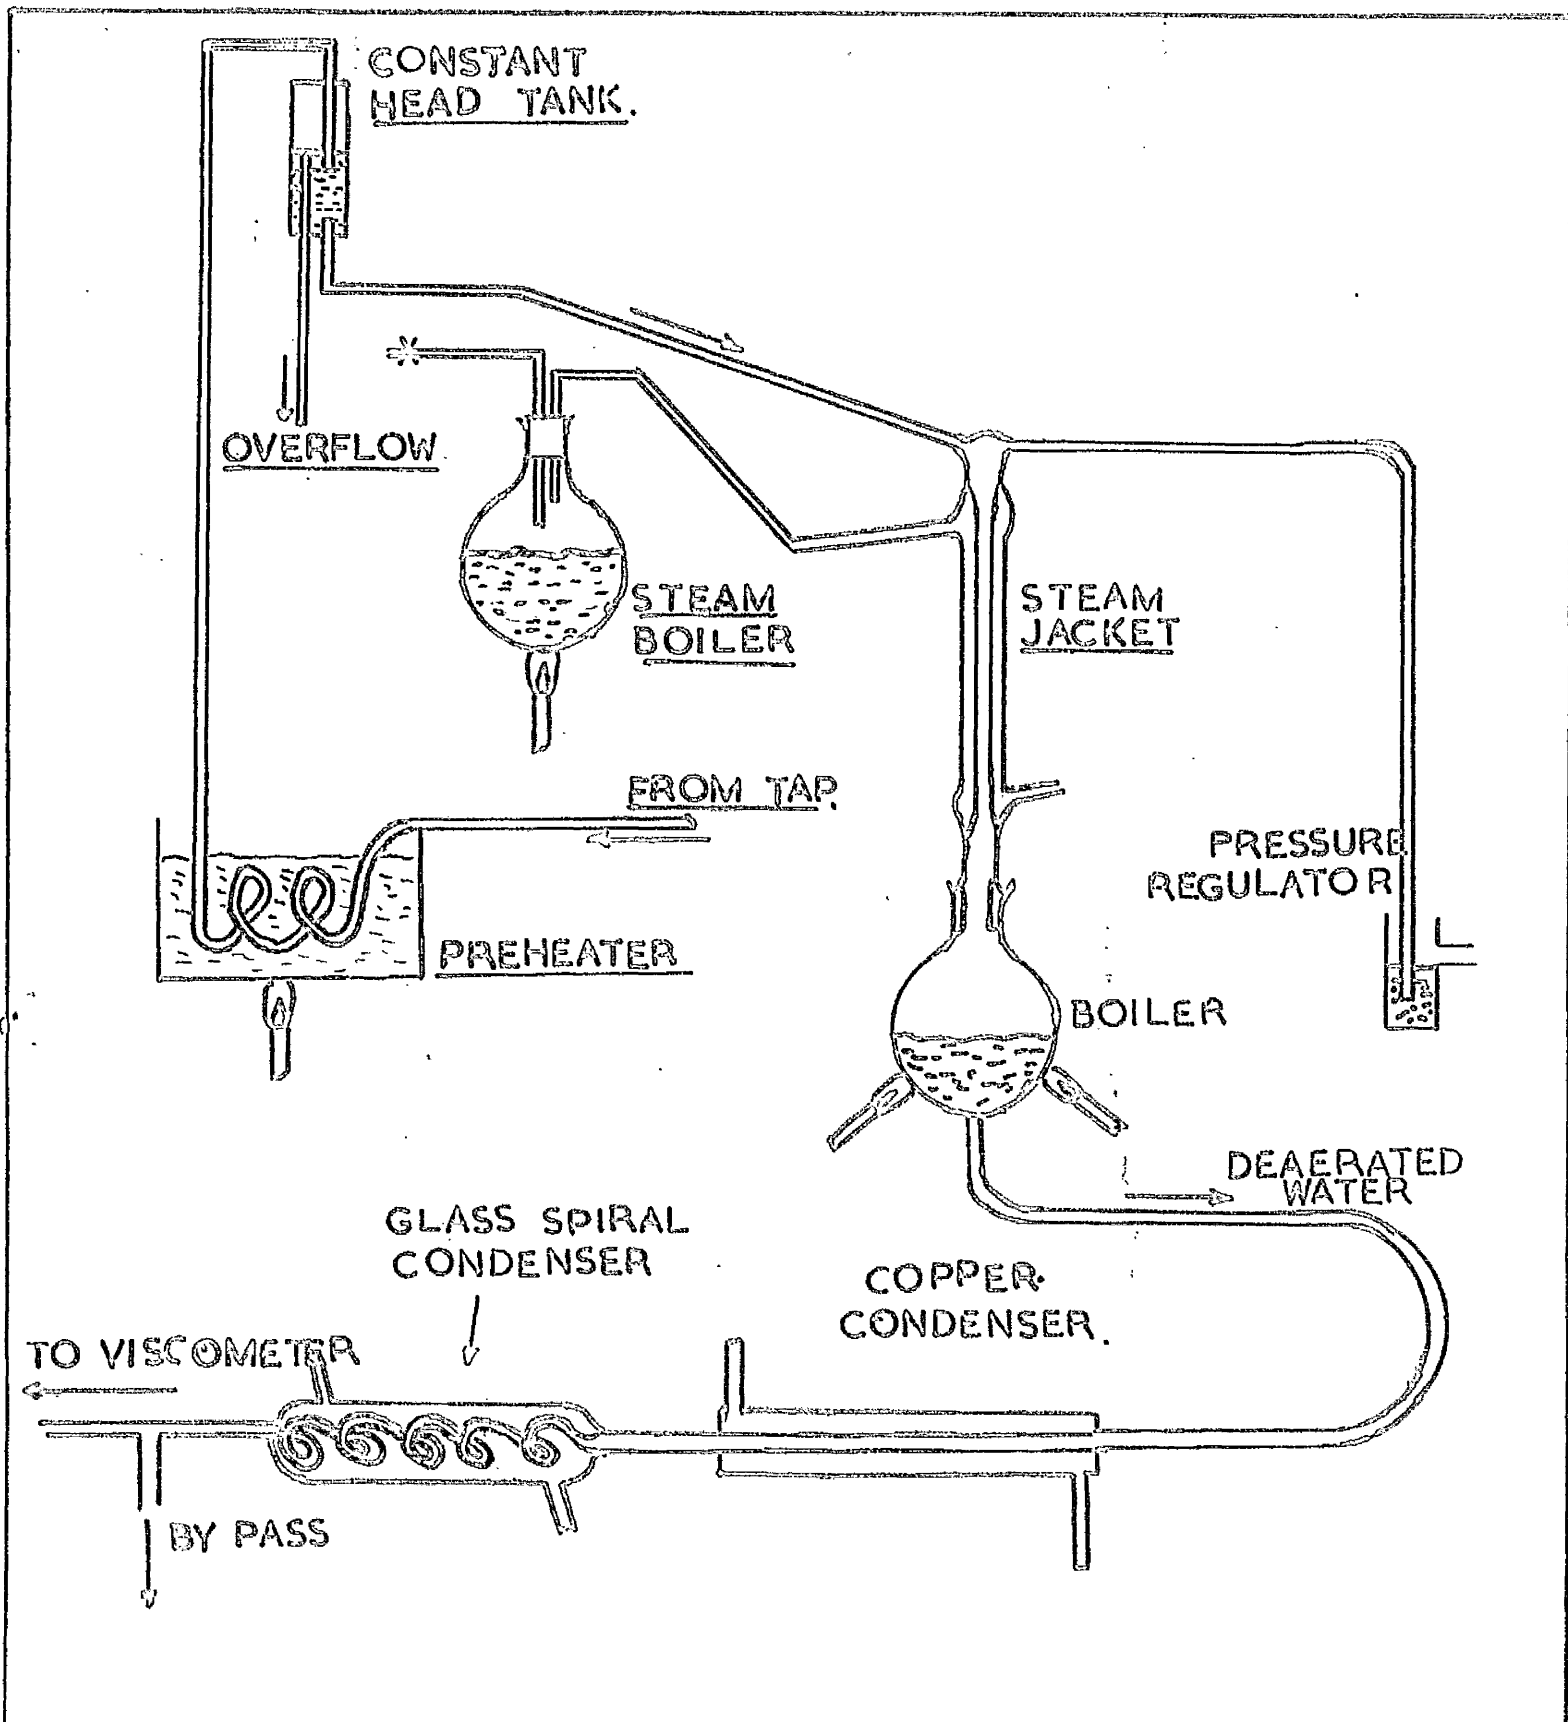 CONSTANT
HEAD TANK.
OVERFLOW.
STEAM
BOILER
STEAM
JACKET
FROM TAP.
PRESSURE
REGULATOR
PREHEATER
BOILER
DEAERATED
WATER
GLASS SPIRAL
CONDENSER
COPPER.
CONDENSER.
TO VISCOMETER
BY PASS